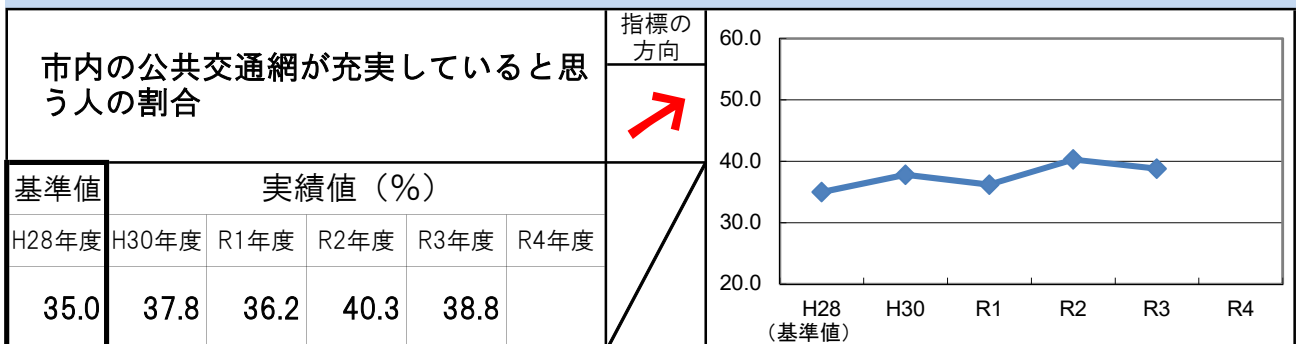 市内の公共交通網が充実していると思
う人の割合
指標の
方向
基準値 実績値（％）
H28年度 H30年度 R1年度 R2年度 R3年度 R4年度
35.0 37.8 36.2 40.3 38.8
60.0
50.0
40.0
30.0
20.0
H28 H30 R1 R2 R3 R4
（基準値）